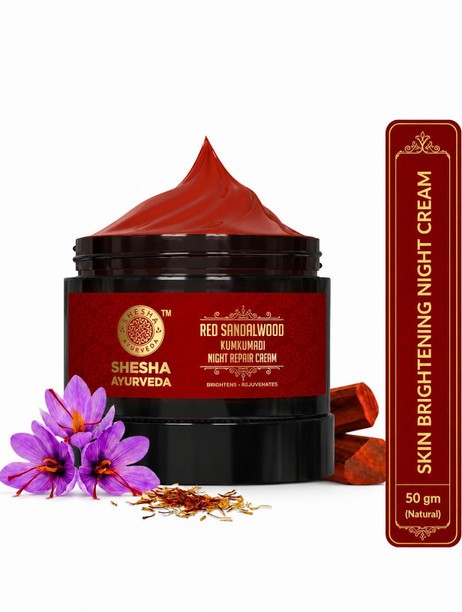 SHESHA
AYURVEDA
TM
SHESHA
AYURVEDA
RED SANDALWOOD
KUMKUMADI
NIGHT REPAIR CREAM
BRIGHTENS • REJUVENATES
SKIN BRIGHTENING NIGHT CREAM
50 gm
(Natural)